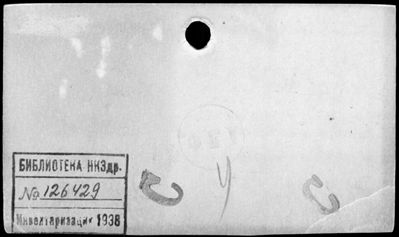 БИБЛИОТЕКА НКЗдр.
№ 126429
Инвентаризация 1938